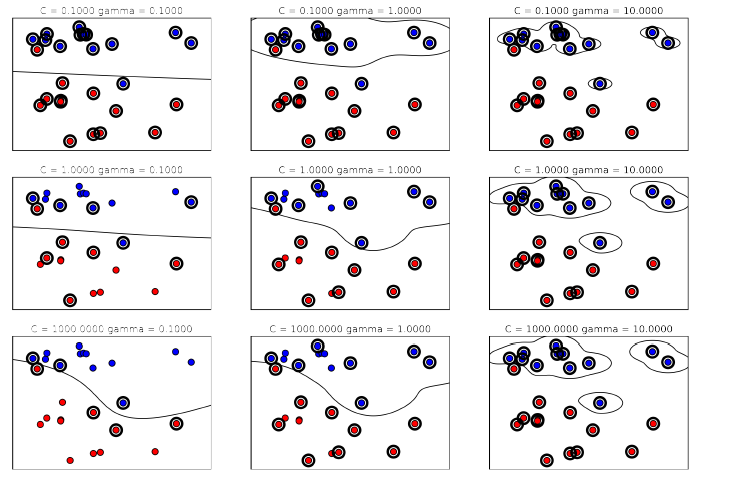 C = 0.1000 gamma = 0.1000
C = 0.1000 gamma = 1.0000
C = 0.1000 gamma = 10.0000
C = 1.0000 gamma = 0.1000
C = 1.0000 gamma = 1.0000
C = 1.0000 gamma = 10.0000
C = 1000.0000 gamma = 0.1000
C = 1000.0000 gamma = 1.0000
C = 1000.0000 gamma = 10.0000